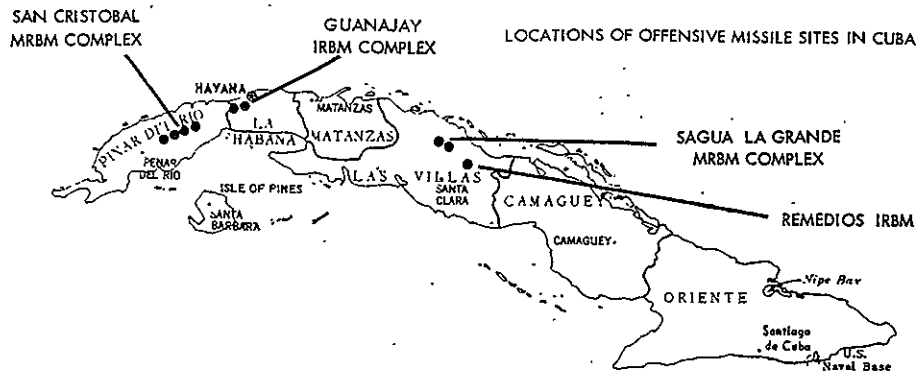 SAN CRISTOBAL
MRBM COMPLEX
GUANAJAY
IRBM COMPLEX
LOCATIONS OF OFFENSIVE MISSILE SITES IN CUBA
HAVANA
PINAR DEL RIO
LA
HABANA
MATANZAS
MATANZAS
PENAR
DEL RIO
ISLE OF PINES
SANTA
BARBARA
LAS VILLAS
SANTA
CLARA
SAGUA LA GRANDE
MRBM COMPLEX
CAMAGUEY
REMEDIOS IRBM
CAMAGUEY
ORIENTE
Nipe Bay
Santiago
de Cuba
U.S.
Naval Base